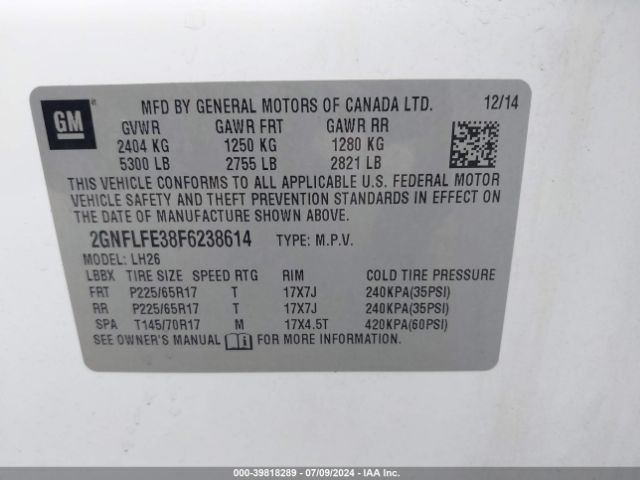 GM
MFD BY GENERAL MOTORS OF CANADA LTD. 12/14
GVWR GAWR FRT GAWR RR
2404 KG 1250 KG 1280 KG
5300 LB 2755 LB 2821 LB
THIS VEHICLE CONFORMS TO ALL APPLICABLE U.S. FEDERAL MOTOR
VEHICLE SAFETY AND THEFT PREVENTION STANDARDS IN EFFECT ON
THE DATE OF MANUFACTURE SHOWN ABOVE.
2GNFLFE38F6238614 TYPE: M.P.V.
MODEL: LH26
LBBX TIRE SIZE SPEED RTG RIM COLD TIRE PRESSURE
FRT P225/65R17 T 17X7J 240KPA(35PSI)
RR P225/65R17 T 17X7J 240KPA(35PSI)
SPA T145/70R17 M 17X4.5T 420KPA(60PSI)
SEE OWNER'S MANUAL FOR MORE INFORMATION.
000-39818289 - 07/09/2024 - IAA Inc.